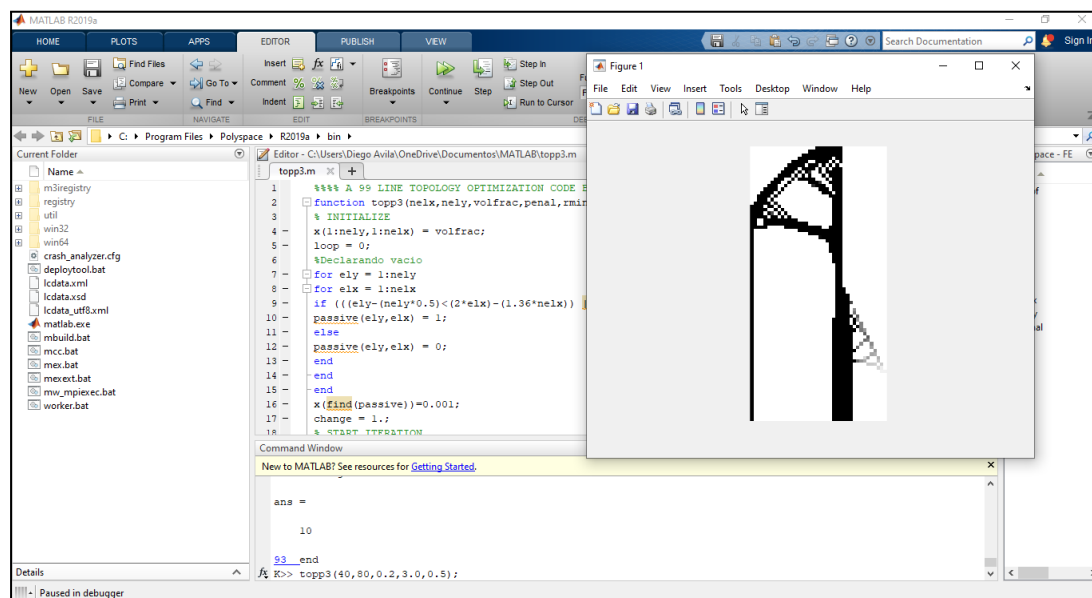 MATLAB R2019a
HOME PLOTS APPS EDITOR PUBLISH VIEW
Search Documentation
Sign In
New Open Save
Find Files
Compare
Print
Go To
Find
Insert fx
Comment
Indent
Breakpoints
Continue Step
Step In
Step Out
Run to Cursor
FILE NAVIGATE EDIT BREAKPOINTS
C: Program Files Polyspace R2019a bin
Current Folder
Name
m3iregistry
registry
util
win32
win64
crash_analyzer.cfg
deploytool.bat
lcdata.xml
lcdata.xsd
lcdata_utf8.xml
matlab.exe
mbuild.bat
mcc.bat
mex.bat
mexext.bat
mw_mpiexec.bat
worker.bat
Details
Editor - C:\Users\Diego Avila\OneDrive\Documentos\MATLAB\topp3.m
topp3.m
1 %%%% A 99 LINE TOPOLOGY OPTIMIZATION CODE
2 function topp3(nelx,nely,volfrac,penal,rmin
3 % INITIALIZE
4 x(1:nely,1:nelx) = volfrac;
5 loop = 0;
6 %Declarando vacio
7 for ely = 1:nely
8 for elx = 1:nelx
9 if (((ely-(nely*0.5)<(2*elx)-(1.36*nelx))
10 passive(ely,elx) = 1;
11 else
12 passive(ely,elx) = 0;
13 end
14 end
15 end
16 x(find(passive))=0.001;
17 change = 1.;
18 % START ITERATION
Figure 1
File Edit View Insert Tools Desktop Window Help
pace - FE
Command Window
New to MATLAB? See resources for Getting Started.
ans =
10
93 end
fx K>> topp3(40,80,0.2,3.0,0.5);
Paused in debugger